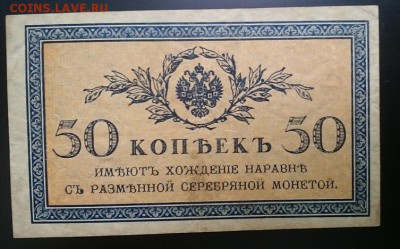 COINS.LAVE.RU
50 КОПѢЕКЪ 50
ИМѢЮТЪ ХОЖДЕНІЕ НАРАВНѢ
СЪ РАЗМѢННОЙ СЕРЕБРЯНОЙ МОНЕТОЙ.